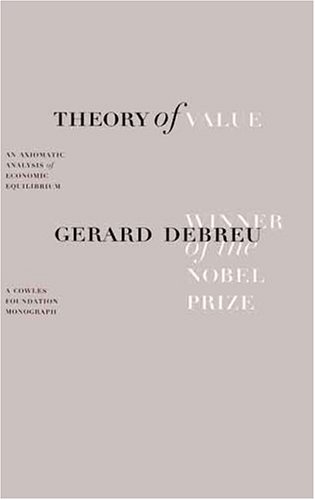 THEORY of VALUE
AN AXIOMATIC
ANALYSIS of
ECONOMIC
EQUILIBRIUM
WINNER
GERARD DEBREU
of the
NOBEL
PRIZE
A COWLES
FOUNDATION
MONOGRAPH